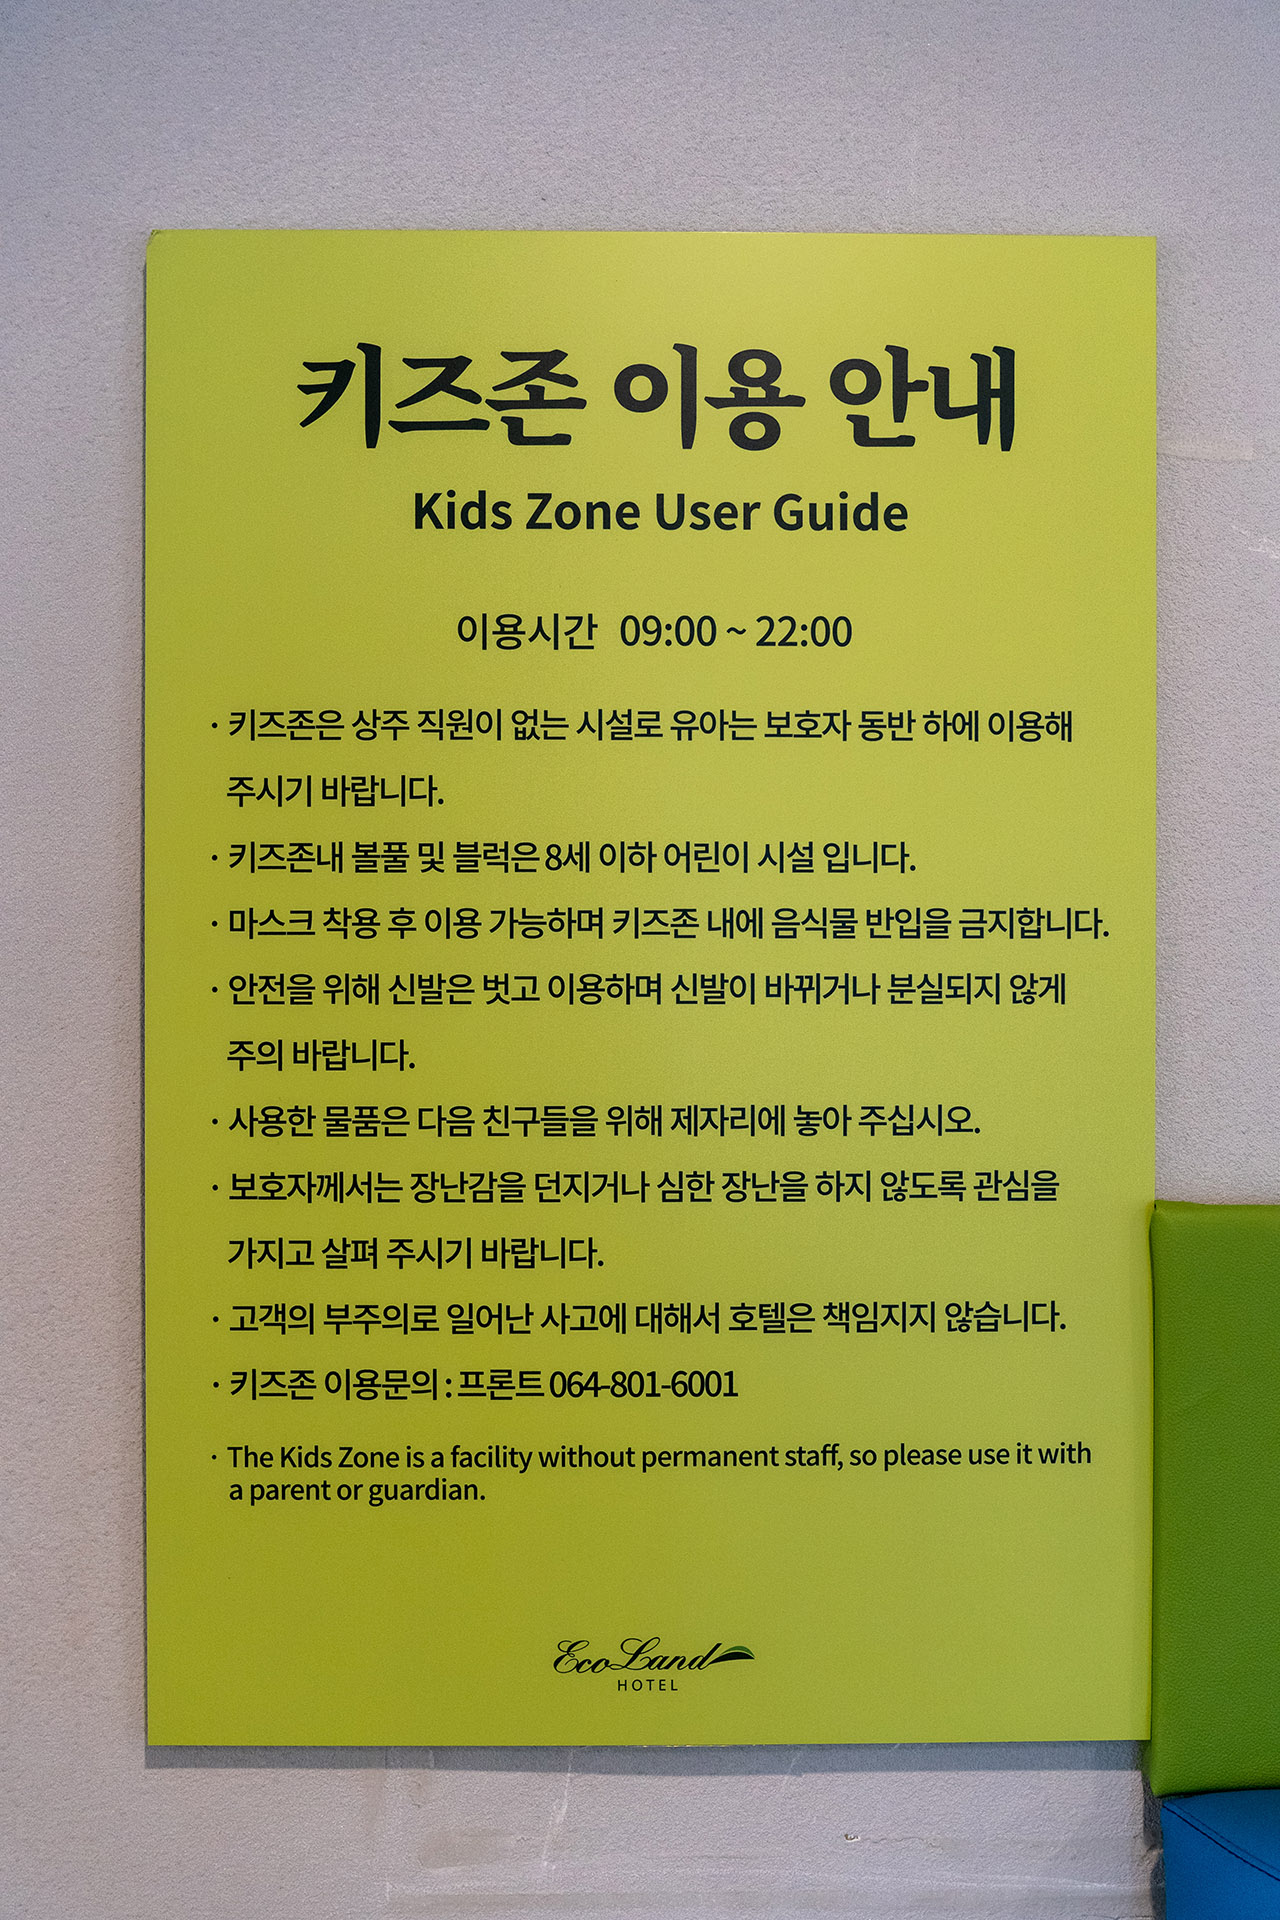 키즈존 이용 안내
Kids Zone User Guide
이용시간 09:00 ~ 22:00
· 키즈존은 상주 직원이 없는 시설로 유아는 보호자 동반 하에 이용해
주시기 바랍니다.
· 키즈존내 볼풀 및 블럭은 8세 이하 어린이 시설 입니다.
· 마스크 착용 후 이용 가능하며 키즈존 내에 음식물 반입을 금지합니다.
· 안전을 위해 신발은 벗고 이용하며 신발이 바뀌거나 분실되지 않게
주의 바랍니다.
· 사용한 물품은 다음 친구들을 위해 제자리에 놓아 주십시오.
· 보호자께서는 장난감을 던지거나 심한 장난을 하지 않도록 관심을
가지고 살펴 주시기 바랍니다.
· 고객의 부주의로 일어난 사고에 대해서 호텔은 책임지지 않습니다.
· 키즈존 이용문의 : 프론트 064-801-6001
· The Kids Zone is a facility without permanent staff, so please use it with
a parent or guardian.
Eco Land
HOTEL